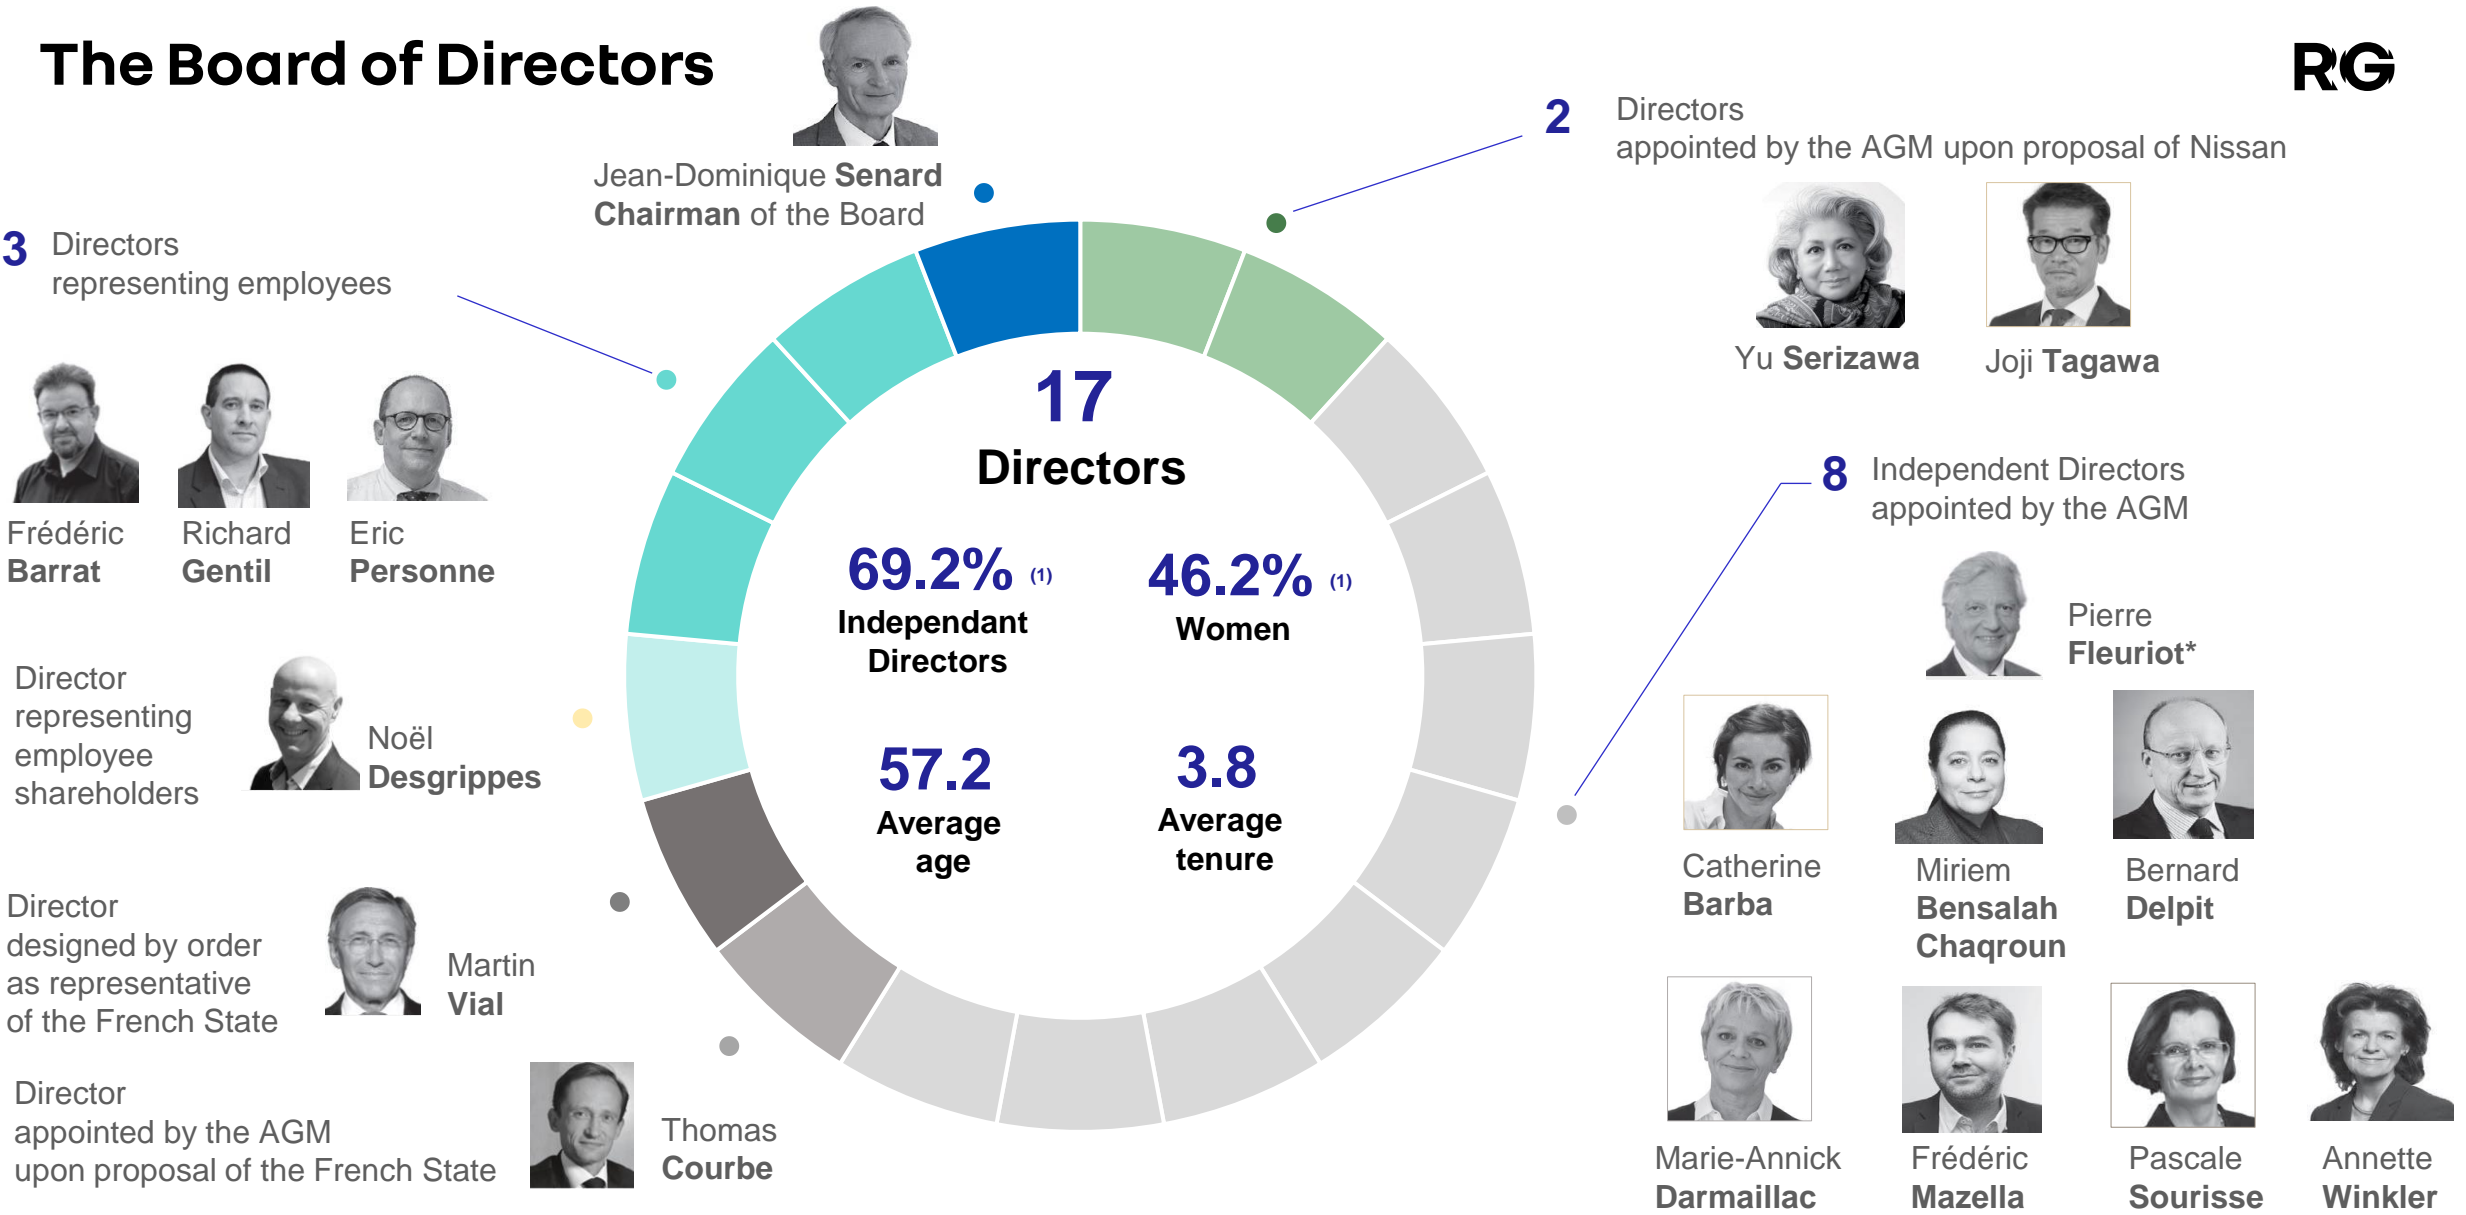 The Board of Directors
RG
Jean-Dominique Senard
Chairman of the Board
2
Directors
appointed by the AGM upon proposal of Nissan
Yu Serizawa
Joji Tagawa
3
Directors
representing employees
Frédéric
Barrat
Richard
Gentil
Eric
Personne
17
Directors
69.2% (1)
Independant
Directors
46.2% (1)
Women
57.2
Average
age
3.8
Average
tenure
8
Independent Directors
appointed by the AGM
Pierre
Fleuriot*
Catherine
Barba
Miriem
Bensalah
Chaqroun
Bernard
Delpit
Marie-Annick
Darmaillac
Frédéric
Mazella
Pascale
Sourisse
Annette
Winkler
Director
representing
employee
shareholders
Noël
Desgrippes
Director
designed by order
as representative
of the French State
Martin
Vial
Director
appointed by the AGM
upon proposal of the French State
Thomas
Courbe